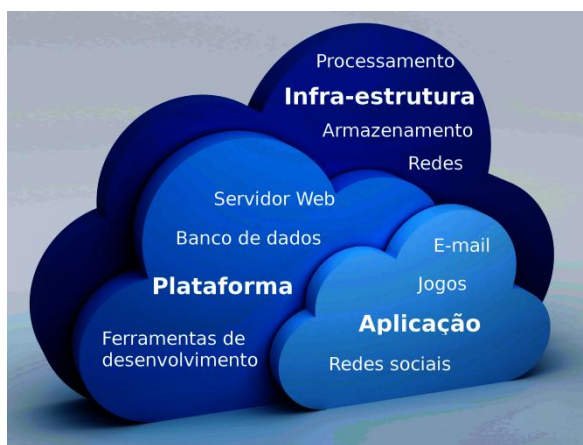 Processamento
Infra-estrutura
Armazenamento
Redes
Servidor Web
Banco de dados
Plataforma
Ferramentas de
desenvolvimento
E-mail
Jogos
Aplicação
Redes sociais